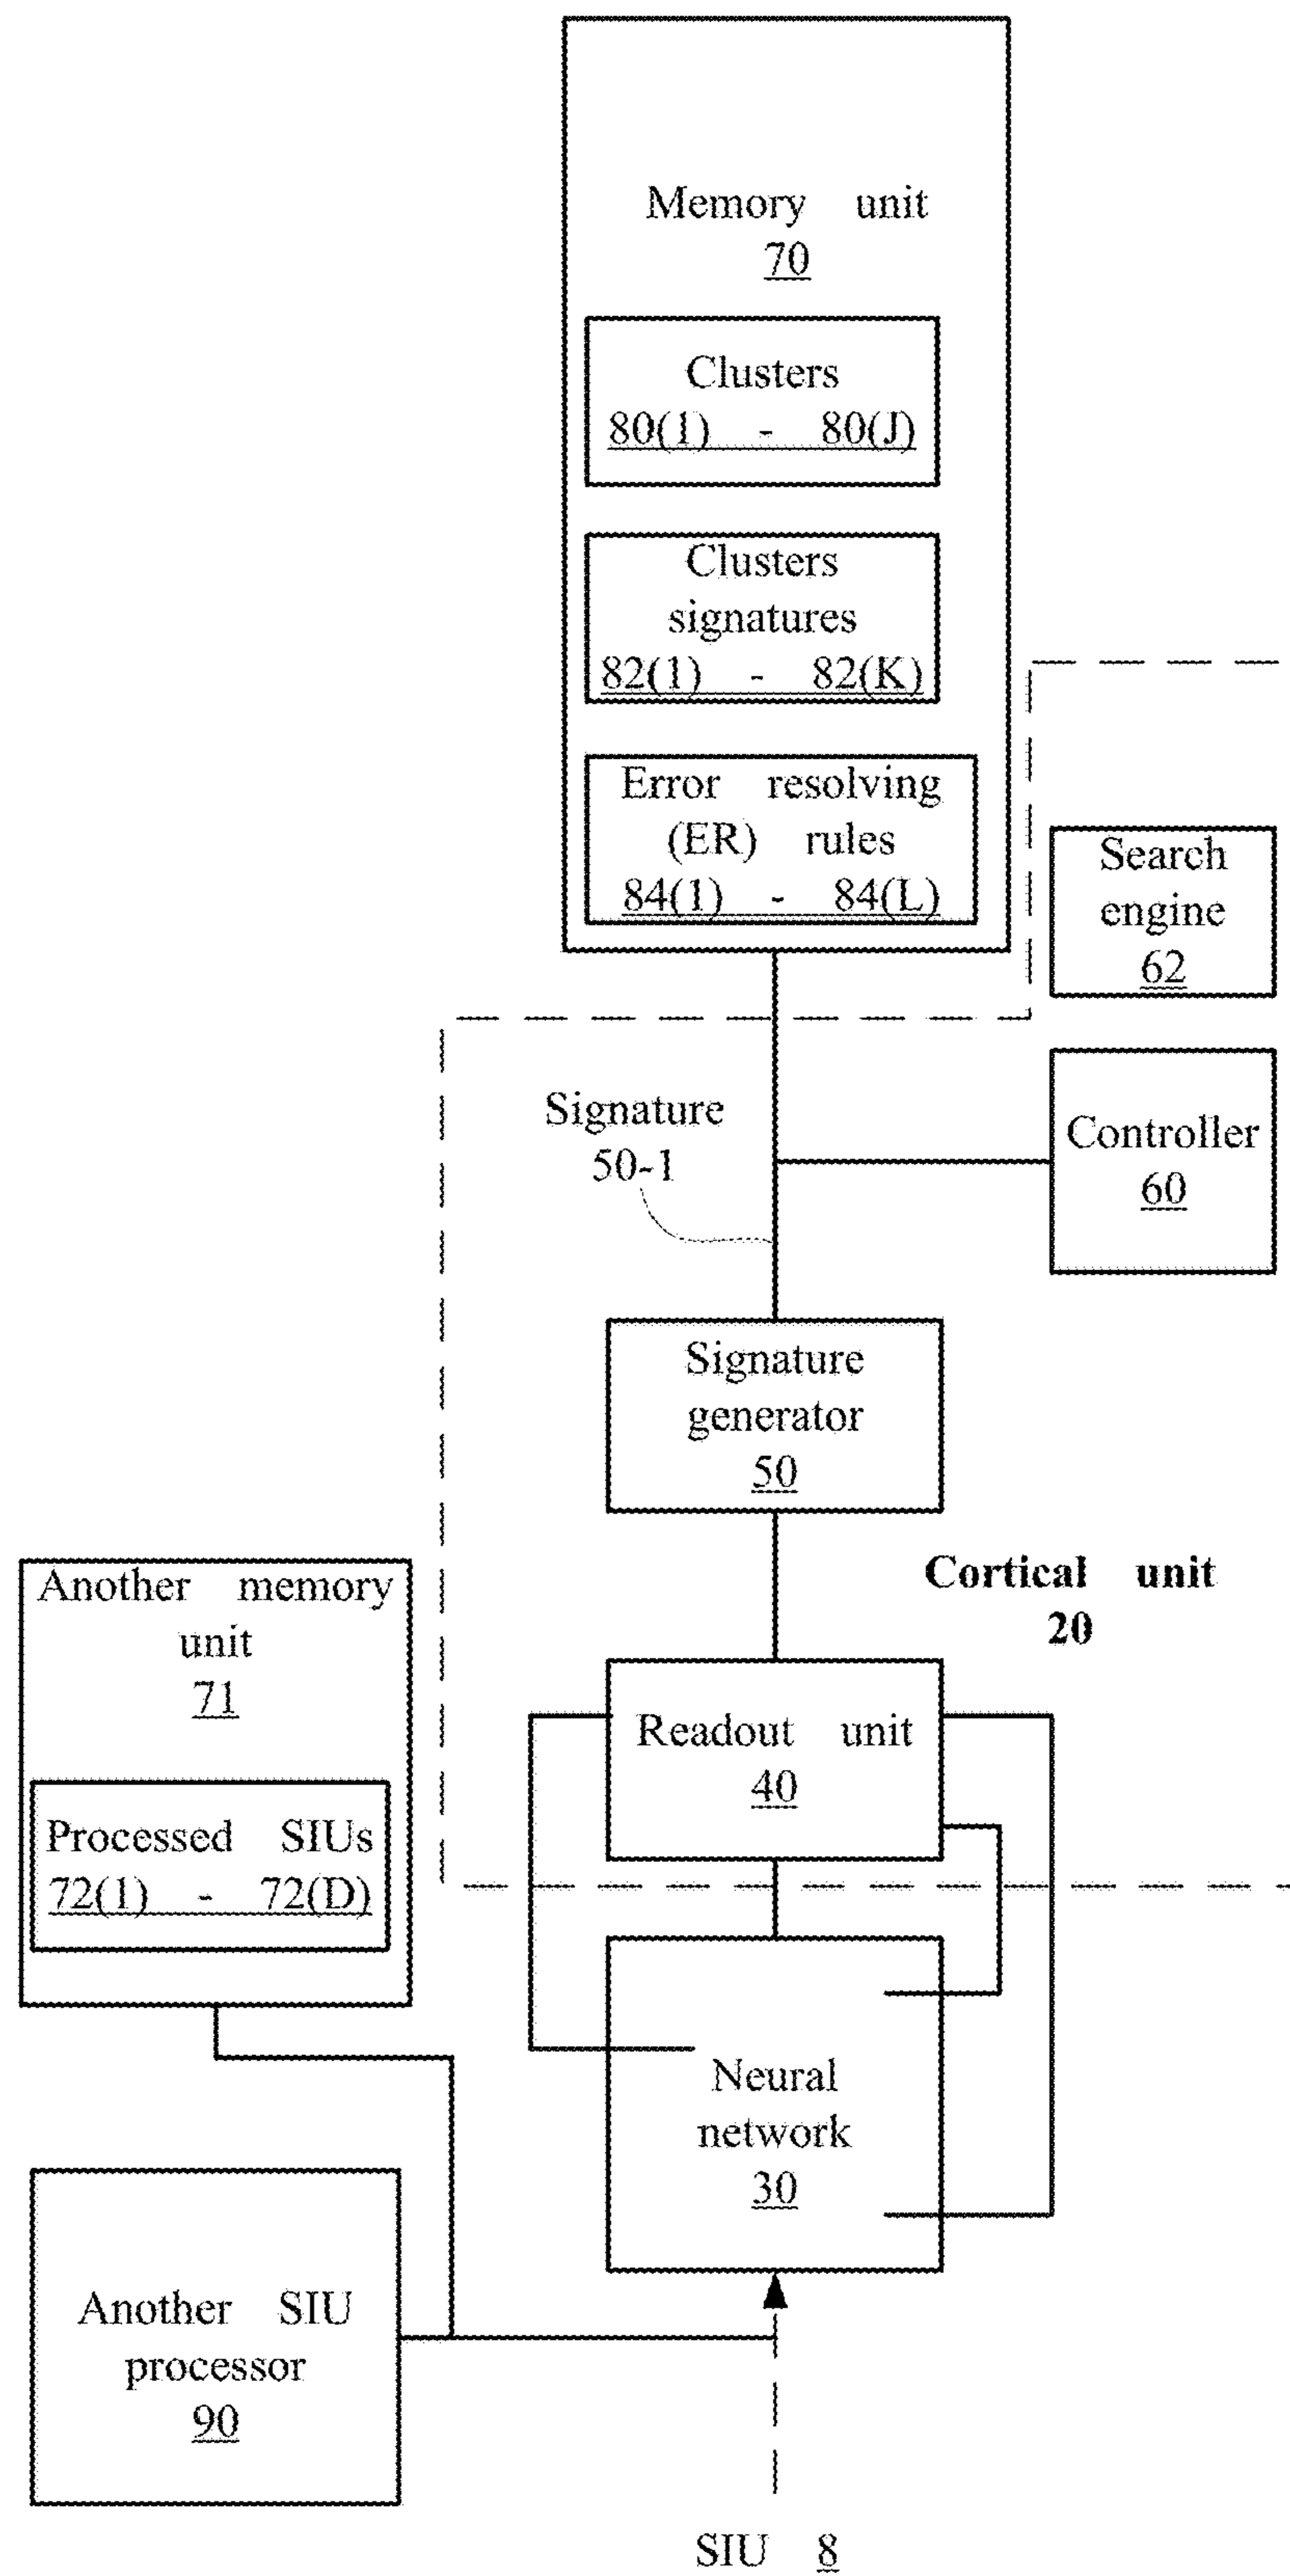 Memory unit
70
Clusters
80(1) - 80(J)
Clusters
signatures
82(1) - 82(K)
Error resolving
(ER) rules
84(1) - 84(L)
Search
engine
62
Signature
50-1
Controller
60
Signature
generator
50
Cortical unit
20
Another memory
unit
71
Processed SIUs
72(1) - 72(D)
Readout unit
40
Neural
network
30
Another SIU
processor
90
SIU 8